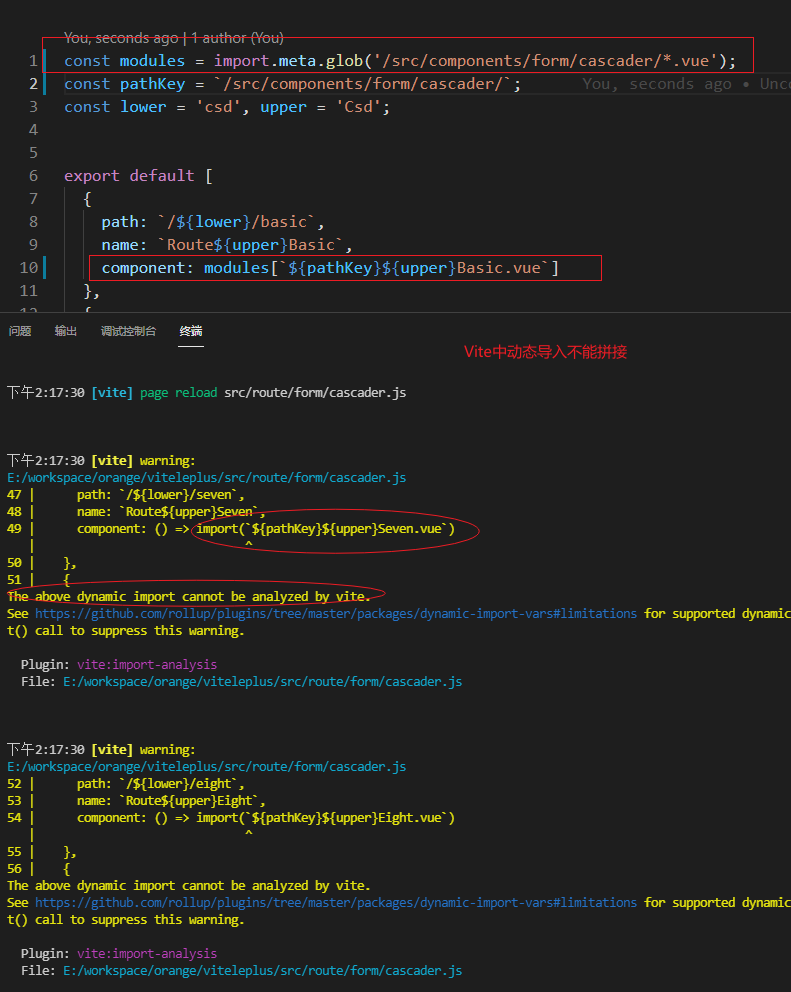 You, seconds ago | 1 author (You)
1 const modules = import.meta.glob('/src/components/form/cascader/*.vue');
2 const pathKey = `/src/components/form/cascader/`; You, seconds ago • Unco
3 const lower = 'csd', upper = 'Csd';
4
5
6 export default [
7 {
8 path: `/${lower}/basic`,
9 name: `Route${upper}Basic`,
10 component: modules[`${pathKey}${upper}Basic.vue`]
11 },
12 {
问题 输出 调试控制台 终端
Vite中动态导入不能拼接
下午2:17:30 [vite] page reload src/route/form/cascader.js
下午2:17:30 [vite] warning:
E:/workspace/orange/viteleplus/src/route/form/cascader.js
47 | path: `/${lower}/seven`,
48 | name: `Route${upper}Seven`,
49 | component: () => import(`${pathKey}${upper}Seven.vue`)
| ^
50 | },
51 | {
The above dynamic import cannot be analyzed by vite.
See https://github.com/rollup/plugins/tree/master/packages/dynamic-import-vars#limitations for supported dynamic
t() call to suppress this warning.
Plugin: vite:import-analysis
File: E:/workspace/orange/viteleplus/src/route/form/cascader.js
下午2:17:30 [vite] warning:
E:/workspace/orange/viteleplus/src/route/form/cascader.js
52 | path: `/${lower}/eight`,
53 | name: `Route${upper}Eight`,
54 | component: () => import(`${pathKey}${upper}Eight.vue`)
| ^
55 | },
56 | {
The above dynamic import cannot be analyzed by vite.
See https://github.com/rollup/plugins/tree/master/packages/dynamic-import-vars#limitations for supported dynamic
t() call to suppress this warning.
Plugin: vite:import-analysis
File: E:/workspace/orange/viteleplus/src/route/form/cascader.js